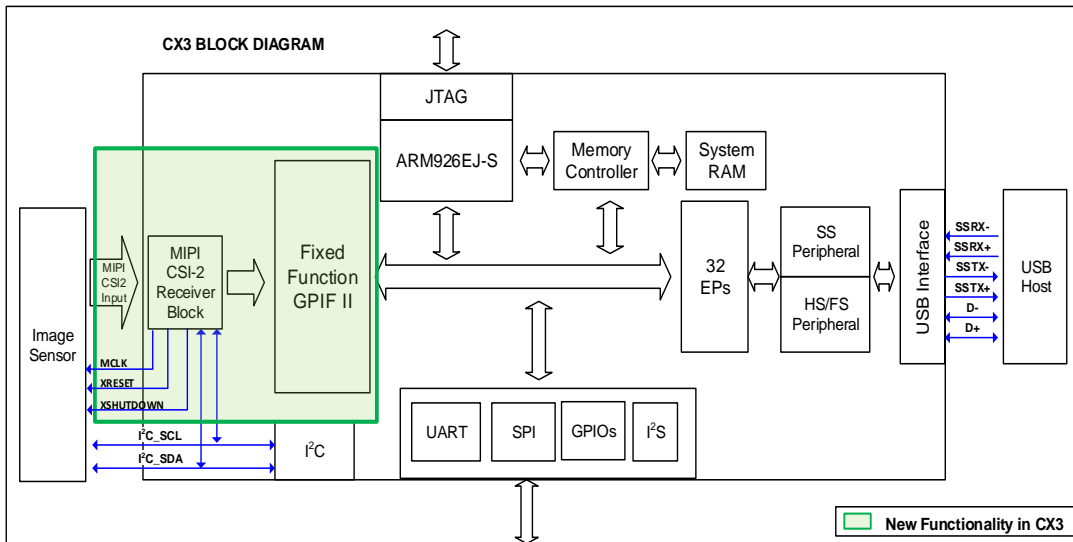 CX3 BLOCK DIAGRAM
JTAG
ARM926EJ-S
Memory
Controller
System
RAM
Image
Sensor
MIPI
CSI2
Input
MIPI
CSI-2
Receiver
Block
Fixed
Function
GPIF II
32
EPs
SS
Peripheral
HS/FS
Peripheral
USB Interface
SSRX-
SSRX+
SSTX-
SSTX+
D-
D+
USB
Host
MCLK
XRESET
XSHUTDOWN
I²C_SCL
I²C_SDA
I²C
UART
SPI
GPIOs
I²S
New Functionality in CX3